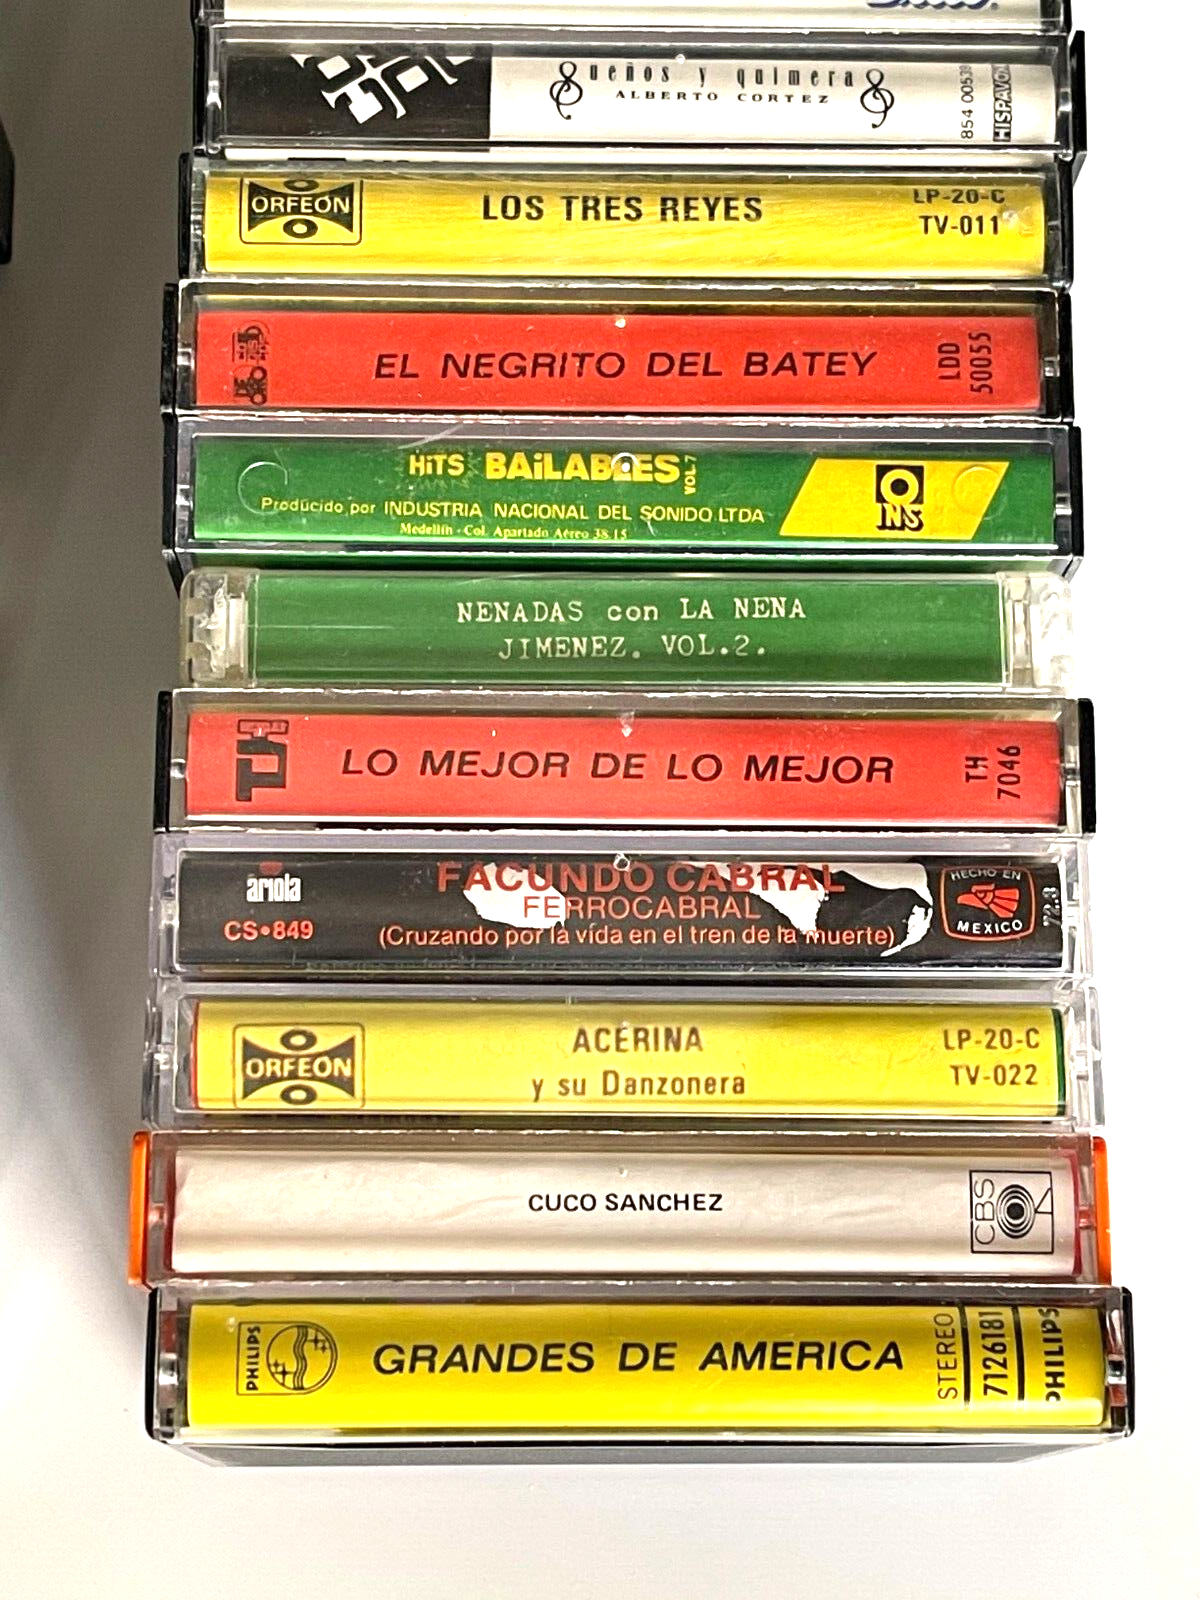 Sueños y quimeras
ALBERTO CORTEZ
854 00539
HISPAVOX
ORFEON
LOS TRES REYES
LP-20-C
TV-011
EL NEGRITO DEL BATEY
LDD
50055
HiTS BAiLABLES VOL.7
Producido por INDUSTRIA NACIONAL DEL SONIDO LTDA
Medellín - Col. Apartado Aéreo 38 15
INS
NENADAS con LA NENA
JIMENEZ. VOL.2.
TH
LO MEJOR DE LO MEJOR
TH
7046
ariola
CS•849
FACUNDO CABRAL
FERROCABRAL
(Cruzando por la vida en el tren de la muerte)
HECHO EN
MEXICO
72.3
ORFEON
ACERINA
y su Danzonera
LP-20-C
TV-022
CUCO SANCHEZ
CBS
PHILIPS
GRANDES DE AMERICA
STEREO
7126181
PHILIPS